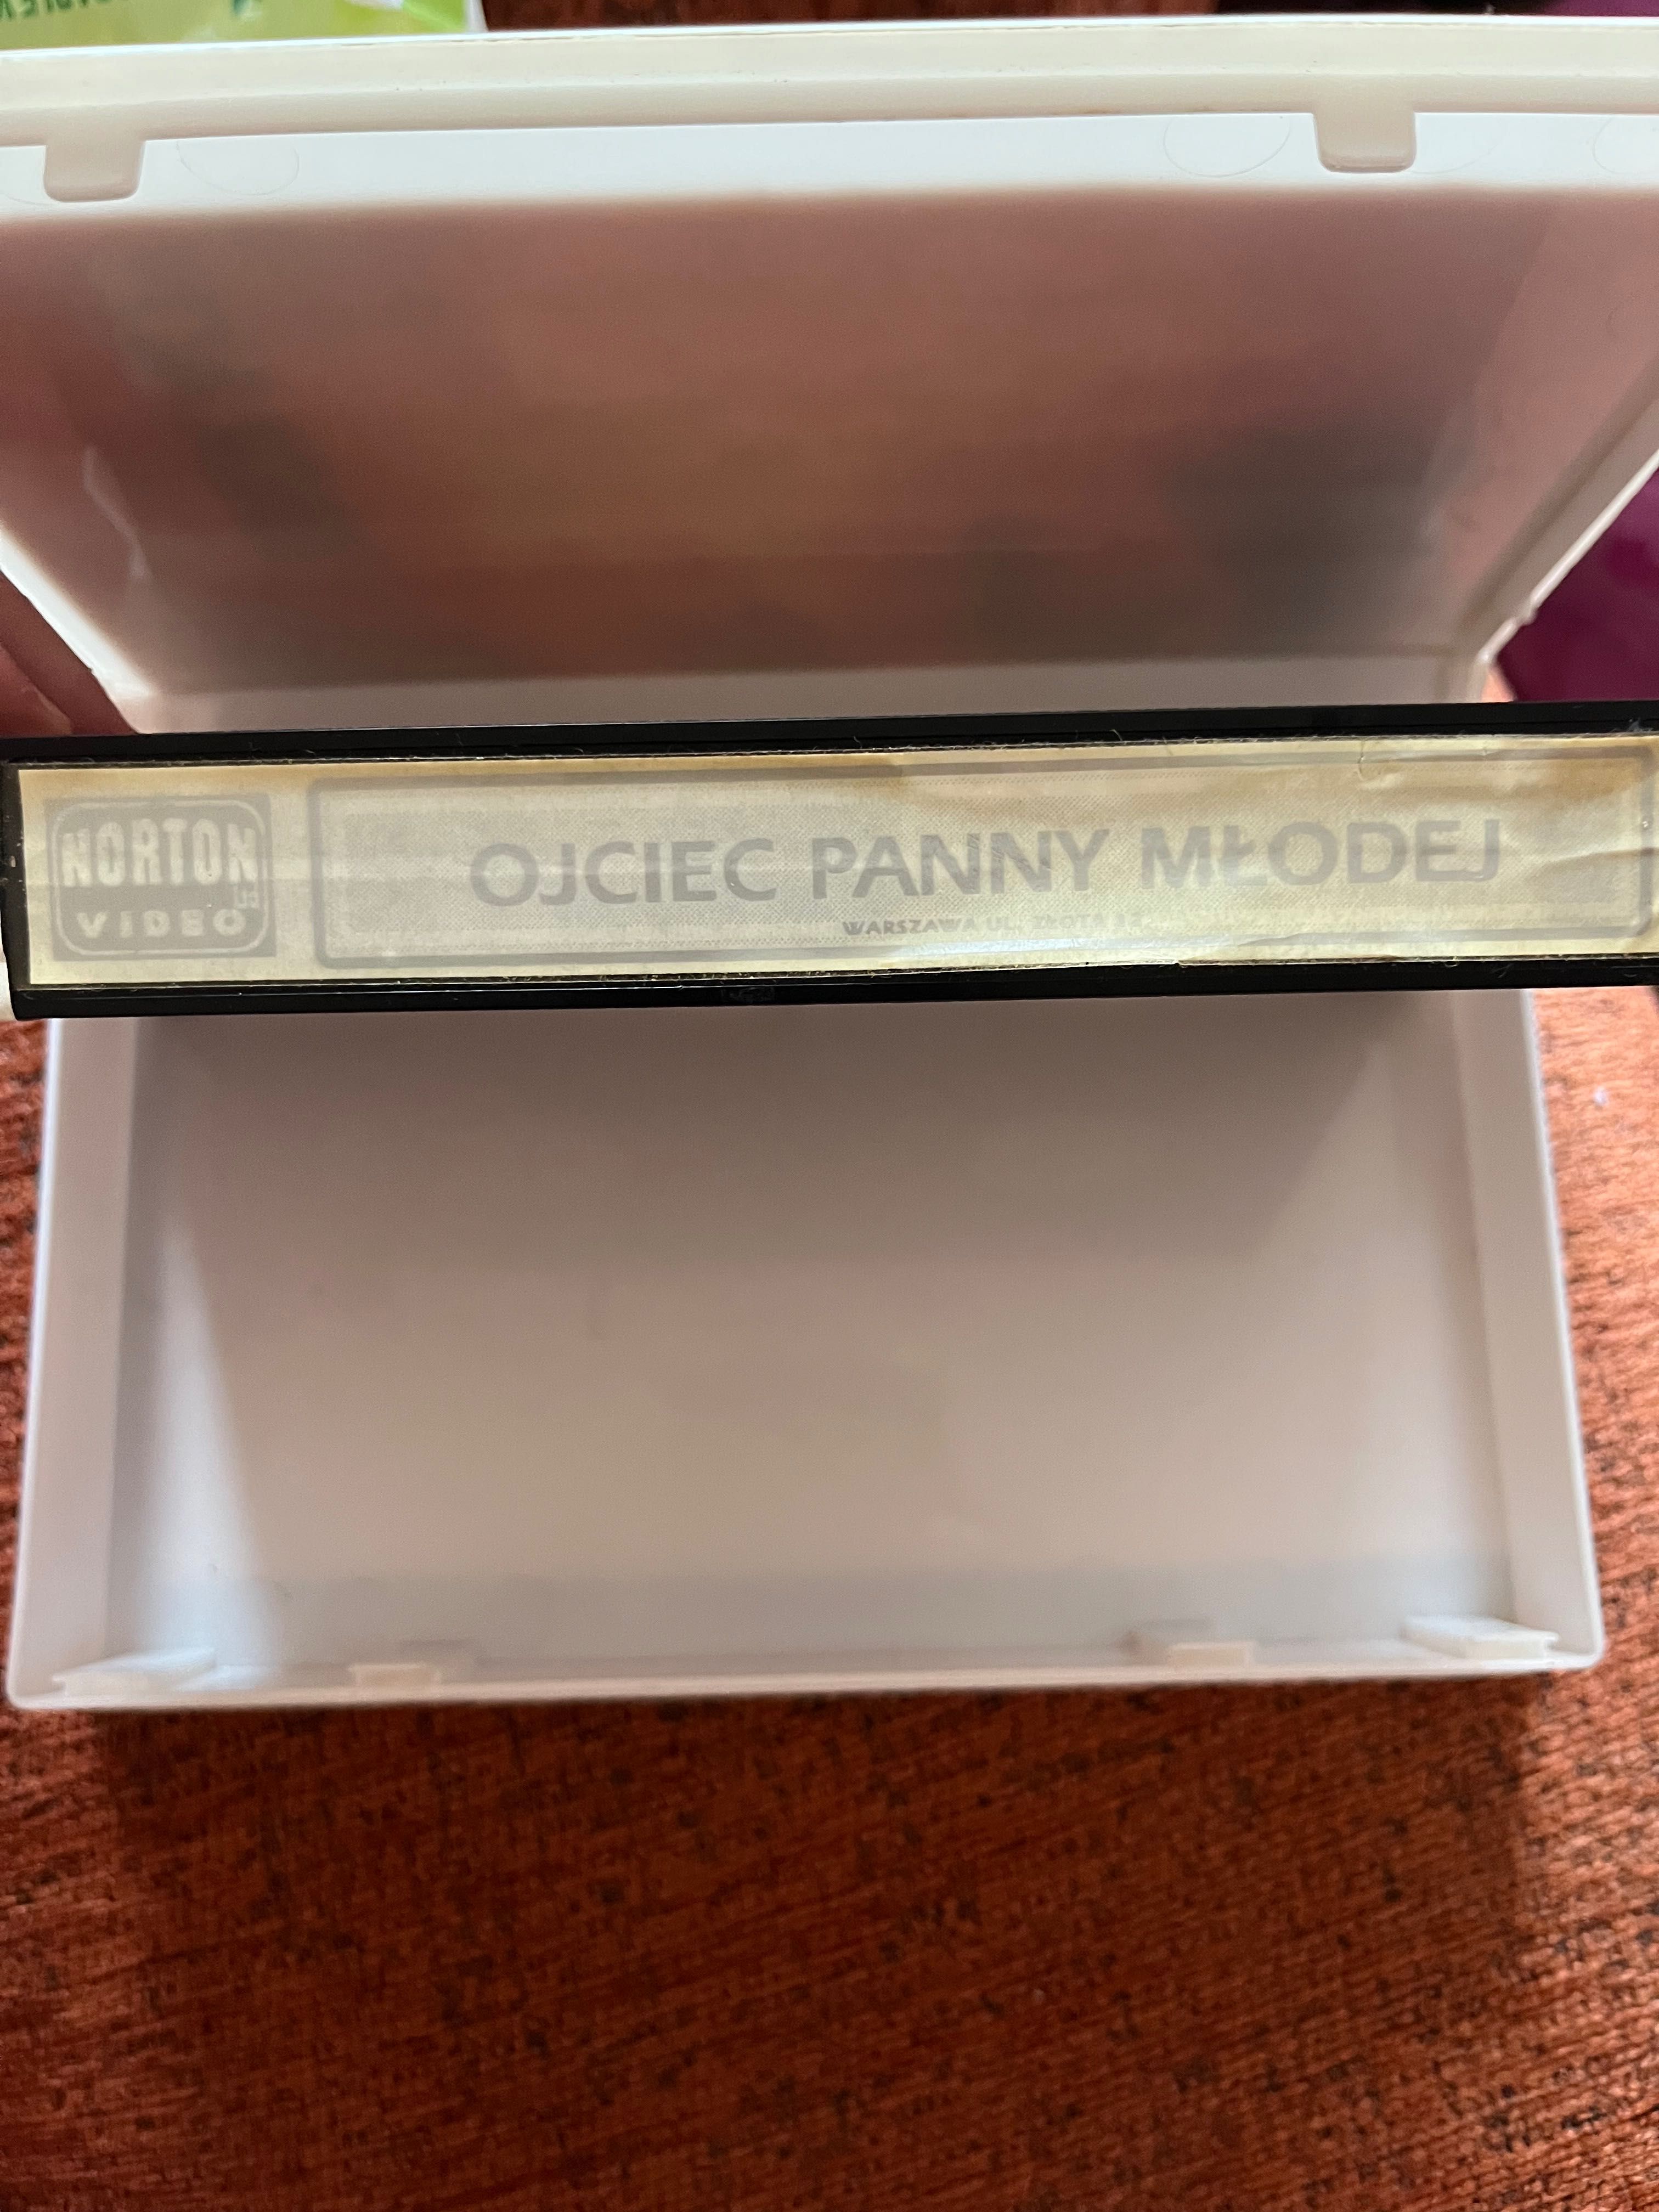 NORTON
VIDEO
OJCIEC PANNY MŁODEJ
WARSZAWA UL. ZŁOTA